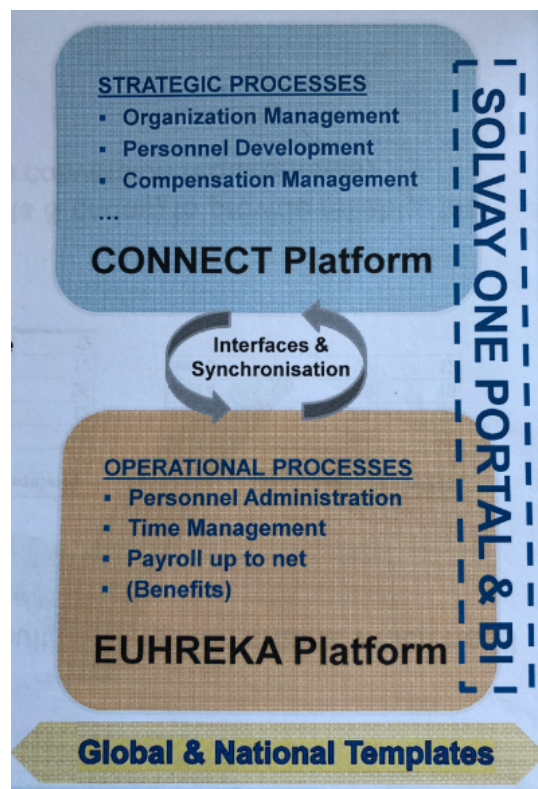 STRATEGIC PROCESSES
▪ Organization Management
▪ Personnel Development
▪ Compensation Management
...
CONNECT Platform
Interfaces &
Synchronisation
OPERATIONAL PROCESSES
▪ Personnel Administration
▪ Time Management
▪ Payroll up to net
▪ (Benefits)
EUHREKA Platform
SOLVAY ONE PORTAL & BI
Global & National Templates